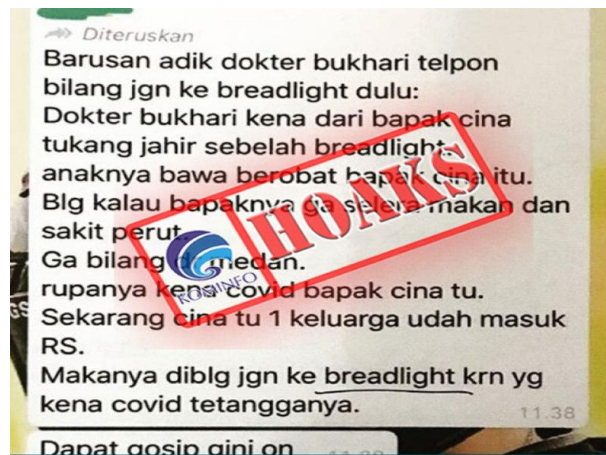 Diteruskan
Barusan adik dokter bukhari telpon
bilang jgn ke breadlight dulu:
Dokter bukhari kena dari bapak cina
tukang jahir sebelah breadlight.
anaknya bawa berobat bapak cina itu.
Blg kalau bapaknya ga selera makan dan
sakit perut.
Ga bilang medan.
rupanya kena covid bapak cina tu.
Sekarang cina tu 1 keluarga udah masuk
RS.
Makanya diblg jgn ke breadlight krn yg
kena covid tetangganya.
11.38
HOAKS
KOMINFO
Dapat gosip gini on